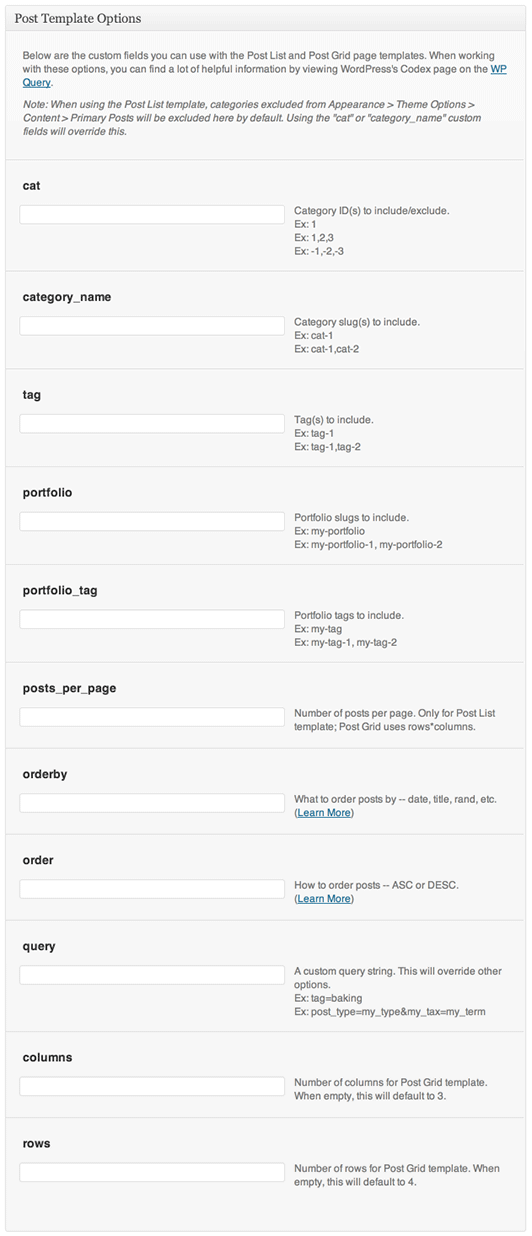 Post Template Options
Below are the custom fields you can use with the Post List and Post Grid page templates. When working
with these options, you can find a lot of helpful information by viewing WordPress's Codex page on the WP
Query.
Note: When using the Post List template, categories excluded from Appearance > Theme Options >
Content > Primary Posts will be excluded here by default. Using the "cat" or "category_name" custom
fields will override this.
cat
Category ID(s) to include/exclude.
Ex: 1
Ex: 1,2,3
Ex: -1,-2,-3
category_name
Category slug(s) to include.
Ex: cat-1
Ex: cat-1,cat-2
tag
Tag(s) to include.
Ex: tag-1
Ex: tag-1,tag-2
portfolio
Portfolio slugs to include.
Ex: my-portfolio
Ex: my-portfolio-1, my-portfolio-2
portfolio_tag
Portfolio tags to include.
Ex: my-tag
Ex: my-tag-1, my-tag-2
posts_per_page
Number of posts per page. Only for Post List
template; Post Grid uses rows*columns.
orderby
What to order posts by -- date, title, rand, etc.
(Learn More)
order
How to order posts -- ASC or DESC.
(Learn More)
query
A custom query string. This will override other
options.
Ex: tag=baking
Ex: post_type=my_type&my_tax=my_term
columns
Number of columns for Post Grid template.
When empty, this will default to 3.
rows
Number of rows for Post Grid template. When
empty, this will default to 4.